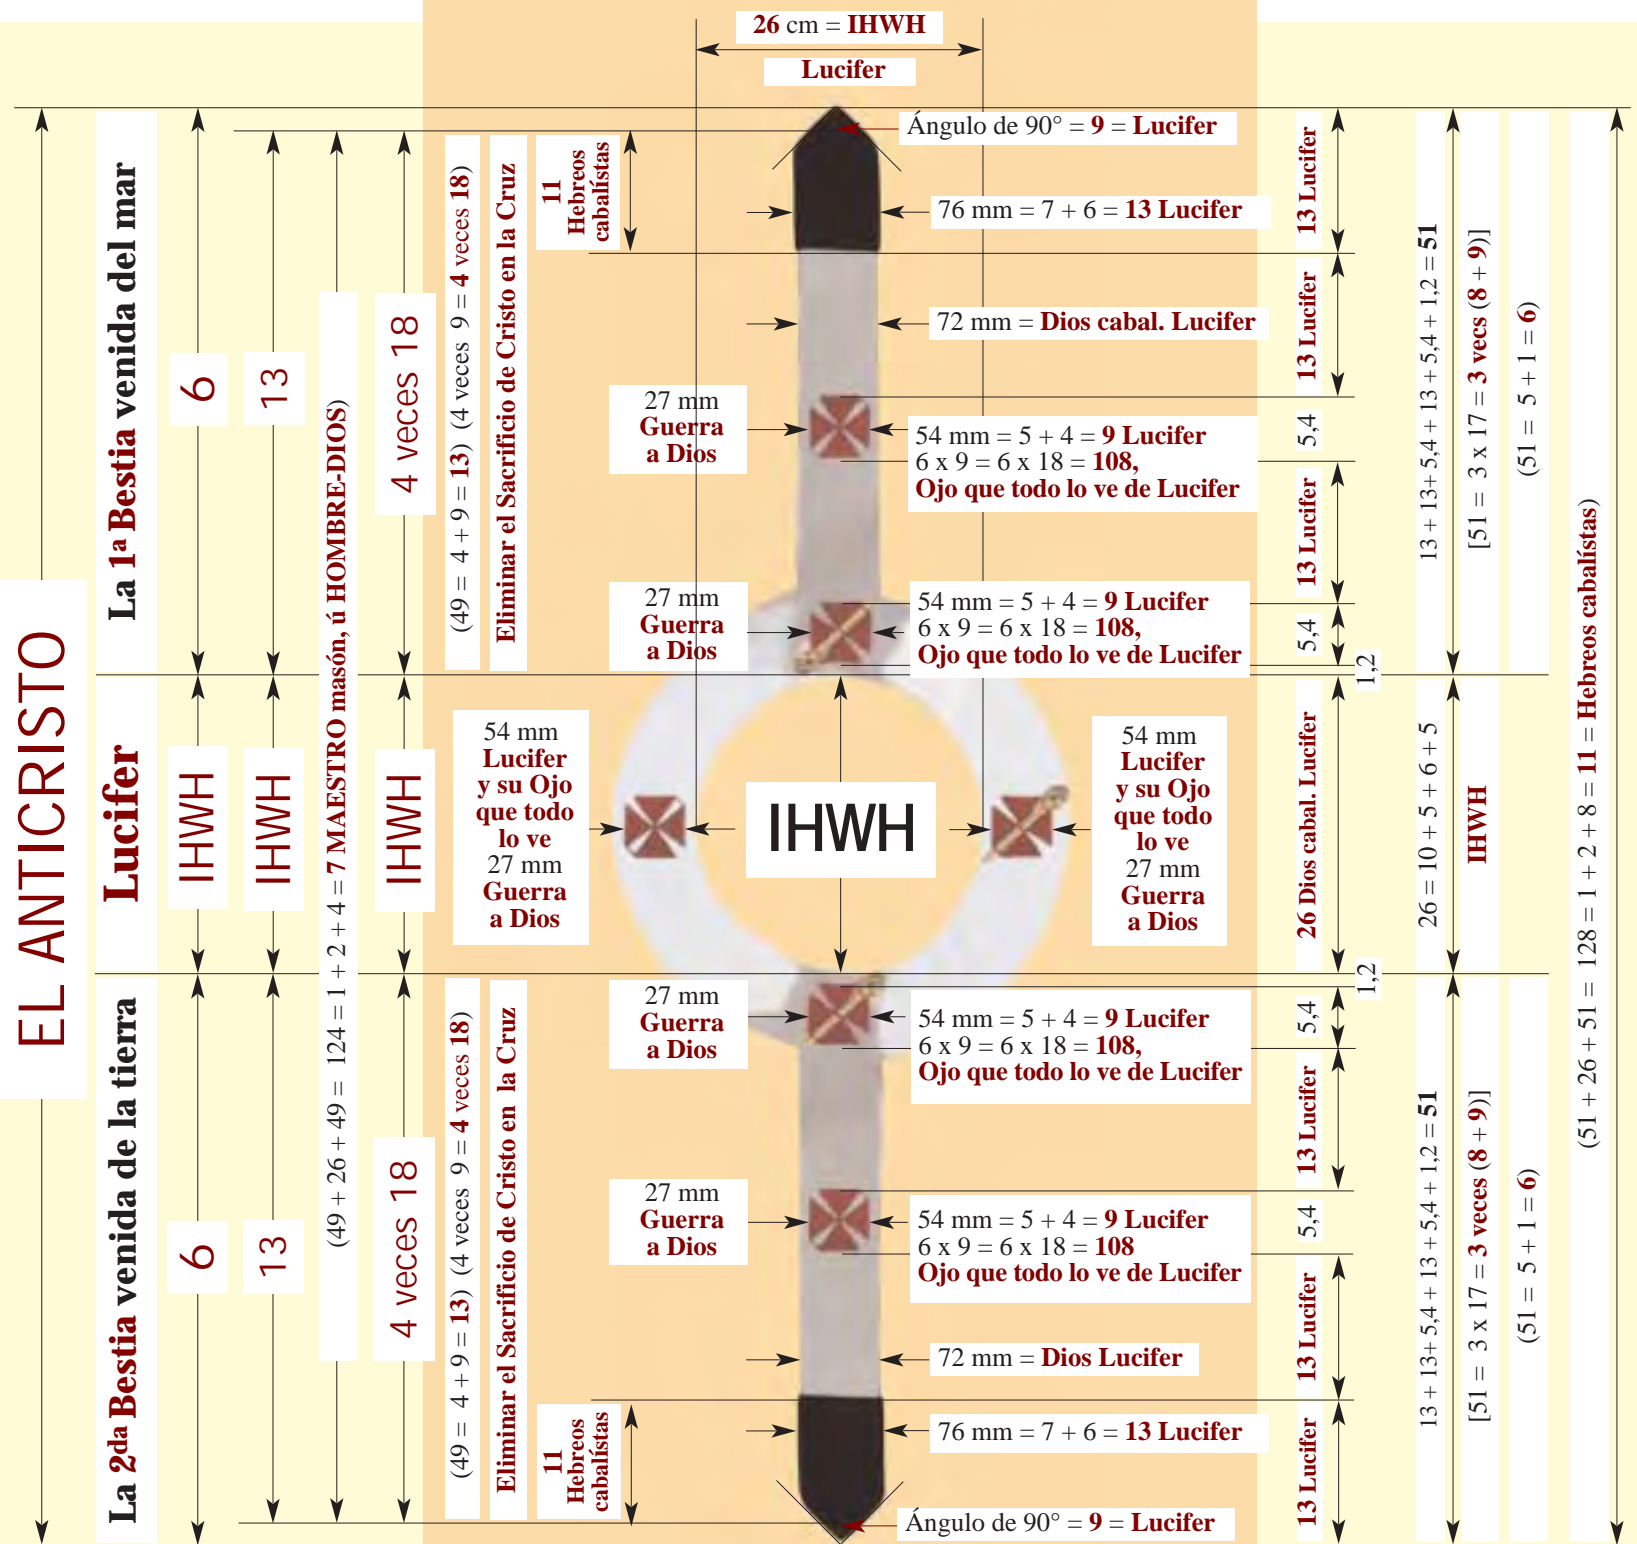 26 cm = IHWH
Lucifer
EL ANTICRISTO
La 1ª Bestia venida del mar
Lucifer
La 2da Bestia venida de la tierra
6
IHWH
6
13
IHWH
13
(49 + 26 + 49 = 124 = 1 + 2 + 4 = 7 MAESTRO masón, ú HOMBRE-DIOS)
4 veces 18
IHWH
4 veces 18
(49 = 4 + 9 = 13) (4 veces 9 = 4 veces 18)
Eliminar el Sacrificio de Cristo en la Cruz
11
Hebreos
cabalístas
(49 = 4 + 9 = 13) (4 veces 9 = 4 veces 18)
Eliminar el Sacrificio de Cristo en la Cruz
11
Hebreos
cabalístas
Ángulo de 90° = 9 = Lucifer
76 mm = 7 + 6 = 13 Lucifer
72 mm = Dios cabal. Lucifer
27 mm
Guerra
a Dios
54 mm = 5 + 4 = 9 Lucifer
6 x 9 = 6 x 18 = 108,
Ojo que todo lo ve de Lucifer
27 mm
Guerra
a Dios
54 mm = 5 + 4 = 9 Lucifer
6 x 9 = 6 x 18 = 108,
Ojo que todo lo ve de Lucifer
54 mm
Lucifer
y su Ojo
que todo
lo ve
27 mm
Guerra
a Dios
IHWH
54 mm
Lucifer
y su Ojo
que todo
lo ve
27 mm
Guerra
a Dios
27 mm
Guerra
a Dios
54 mm = 5 + 4 = 9 Lucifer
6 x 9 = 6 x 18 = 108,
Ojo que todo lo ve de Lucifer
27 mm
Guerra
a Dios
54 mm = 5 + 4 = 9 Lucifer
6 x 9 = 6 x 18 = 108
Ojo que todo lo ve de Lucifer
72 mm = Dios Lucifer
76 mm = 7 + 6 = 13 Lucifer
Ángulo de 90° = 9 = Lucifer
13 Lucifer
13 Lucifer
5,4
13 Lucifer
5,4
1,2
26 Dios cabal. Lucifer
1,2
5,4
13 Lucifer
5,4
13 Lucifer
13 Lucifer
13 + 13+ 5,4 + 13 + 5,4 + 1,2 = 51
[51 = 3 x 17 = 3 vecs (8 + 9)]
(51 = 5 + 1 = 6)
26 = 10 + 5 + 6 + 5
IHWH
13 + 13+ 5,4 + 13 + 5,4 + 1,2 = 51
[51 = 3 x 17 = 3 veces (8 + 9)]
(51 = 5 + 1 = 6)
(51 + 26 + 51 = 128 = 1 + 2 + 8 = 11 = Hebreos cabalístas)